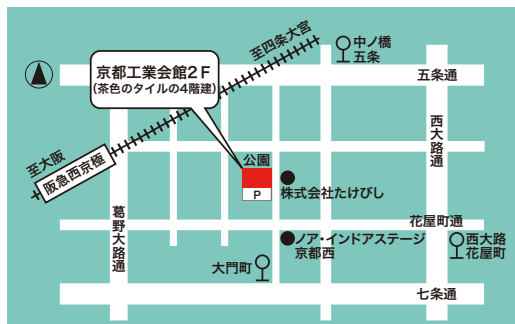 至四条大宮
中ノ橋
五条
京都工業会館2F
(茶色のタイルの4階建)
五条通
西大路通
至大阪
阪急西京極
公園
P
株式会社たけびし
葛野大路通
花屋町通
ノア・インドアステージ
京都西
西大路
花屋町
大門町
七条通